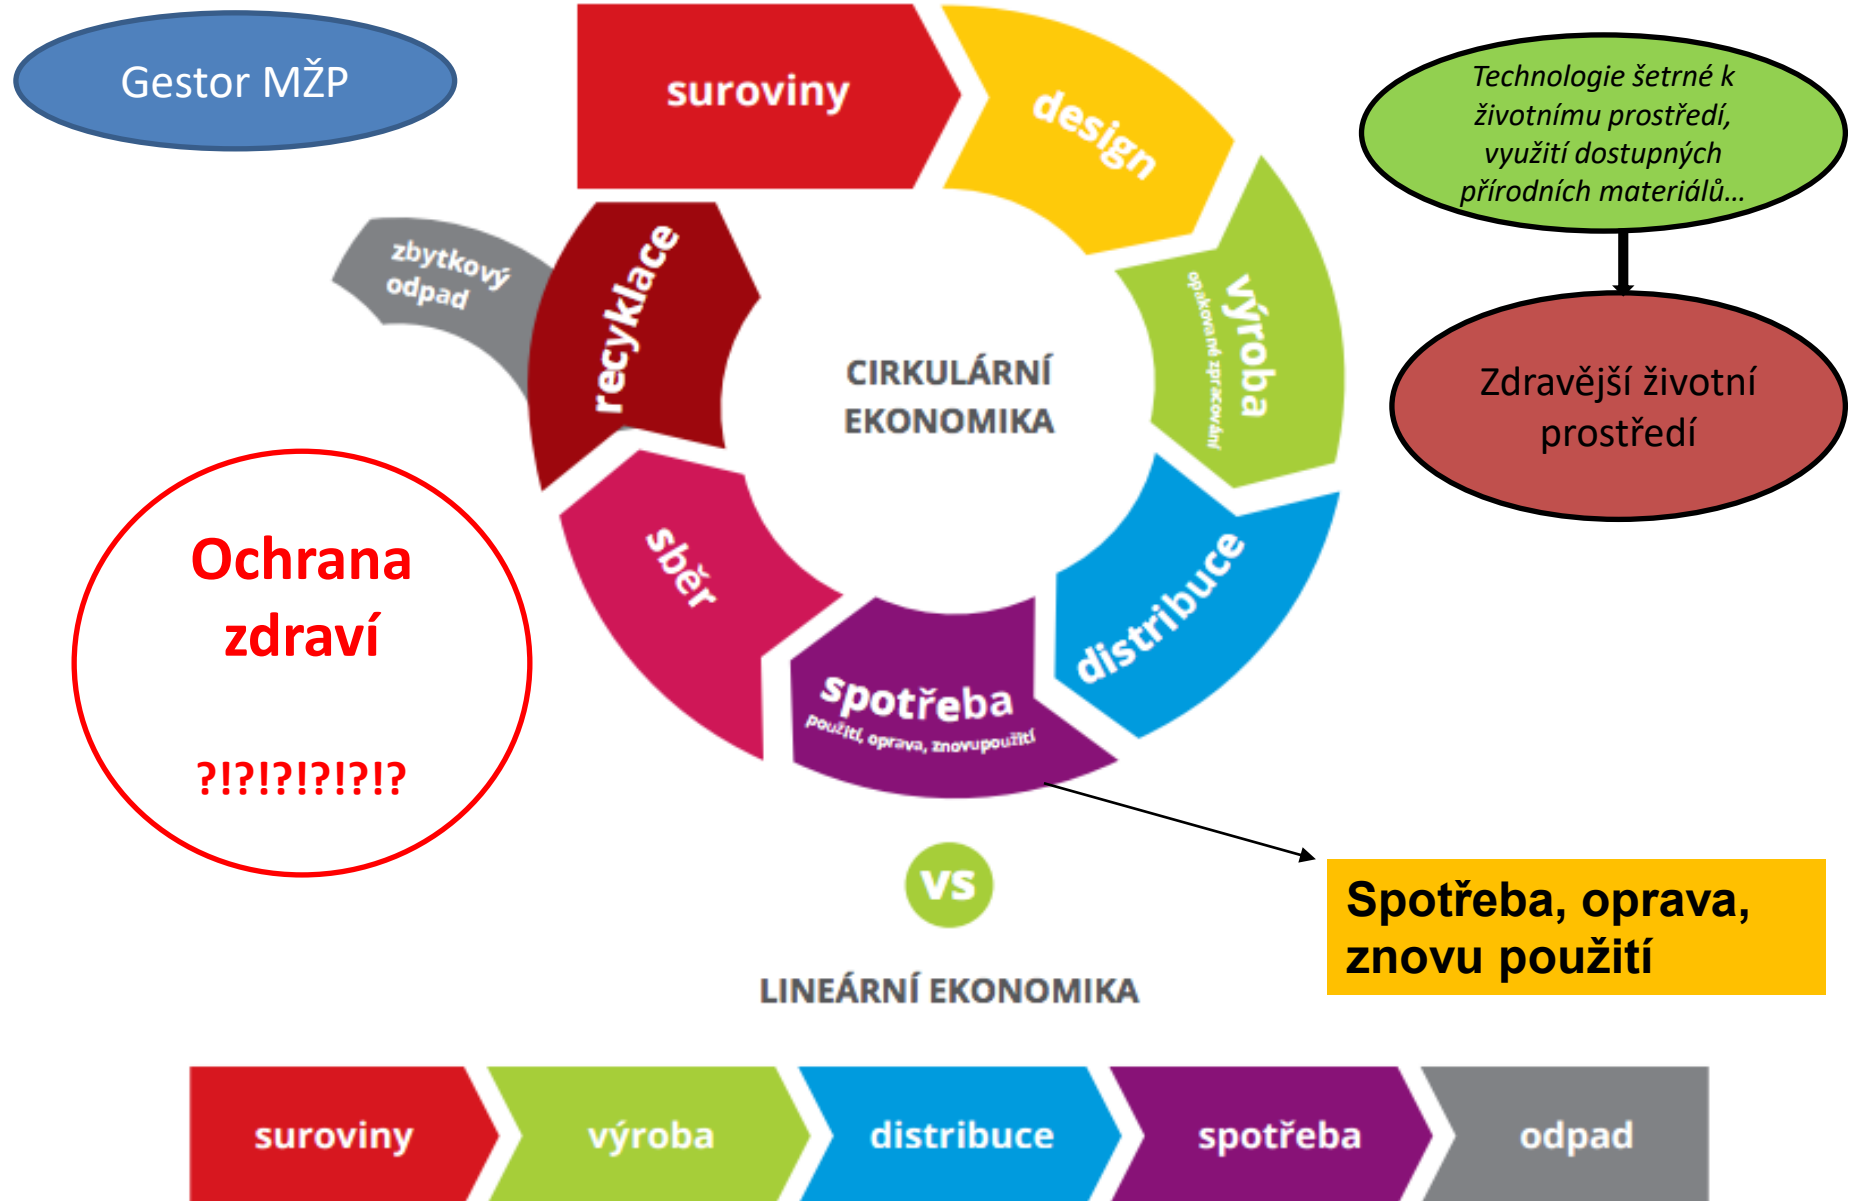 Gestor MŽP
suroviny
design
Technologie šetrné k
životnímu prostředí,
využití dostupných
přírodních materiálů...
zbytkový
odpad
recyklace
výroba
opakované zpracování
CIRKULÁRNÍ
EKONOMIKA
Zdravější životní
prostředí
Ochrana
zdraví
?!?!?!?!?!?
sběr
distribuce
spotřeba
použití, oprava, znovupoužití
vs
Spotřeba, oprava,
znovu použití
LINEÁRNÍ EKONOMIKA
suroviny
výroba
distribuce
spotřeba
odpad